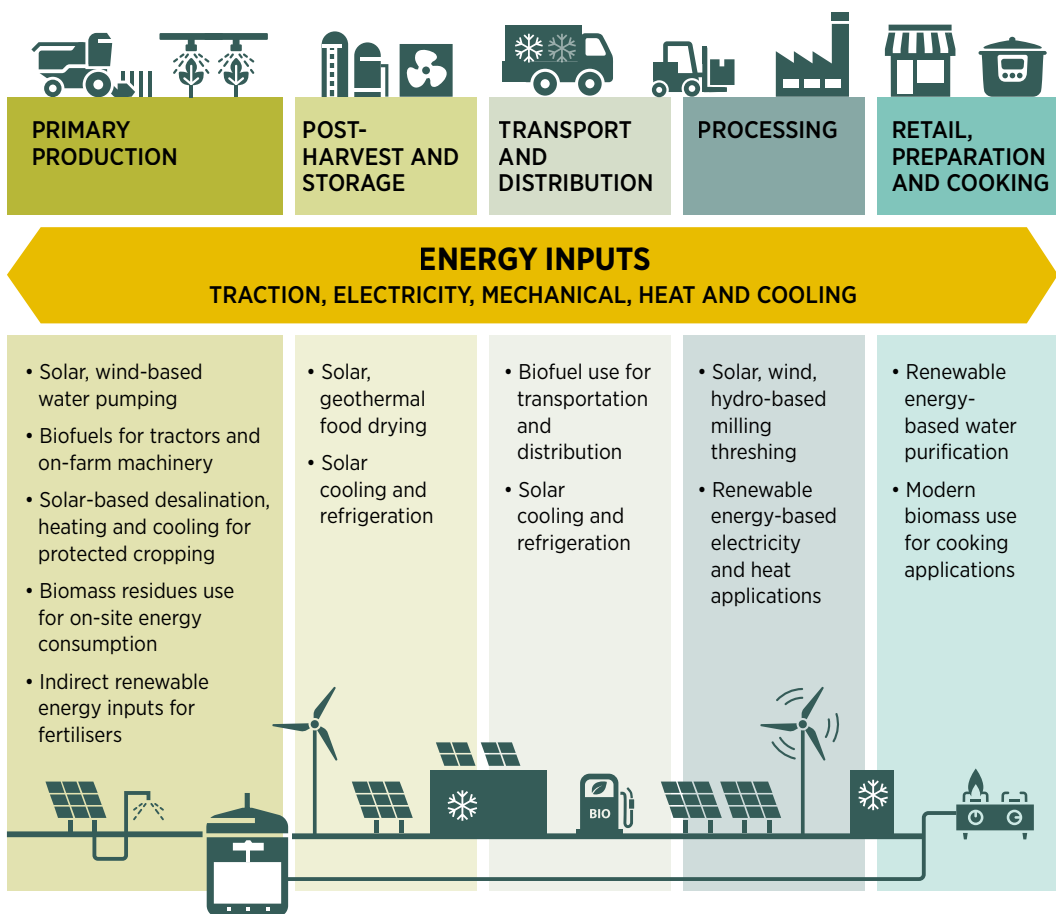 PRIMARY
PRODUCTION
POST-
HARVEST AND
STORAGE
TRANSPORT
AND
DISTRIBUTION
PROCESSING
RETAIL,
PREPARATION
AND COOKING
ENERGY INPUTS
TRACTION, ELECTRICITY, MECHANICAL, HEAT AND COOLING
• Solar, wind-based
water pumping
• Biofuels for tractors and
on-farm machinery
• Solar-based desalination,
heating and cooling for
protected cropping
• Biomass residues use
for on-site energy
consumption
• Indirect renewable
energy inputs for
fertilisers
• Solar,
geothermal
food drying
• Solar
cooling and
refrigeration
• Biofuel use for
transportation
and
distribution
• Solar
cooling and
refrigeration
• Solar, wind,
hydro-based
milling
threshing
• Renewable
energy-based
electricity
and heat
applications
• Renewable
energy-
based water
purification
• Modern
biomass use
for cooking
applications
BIO